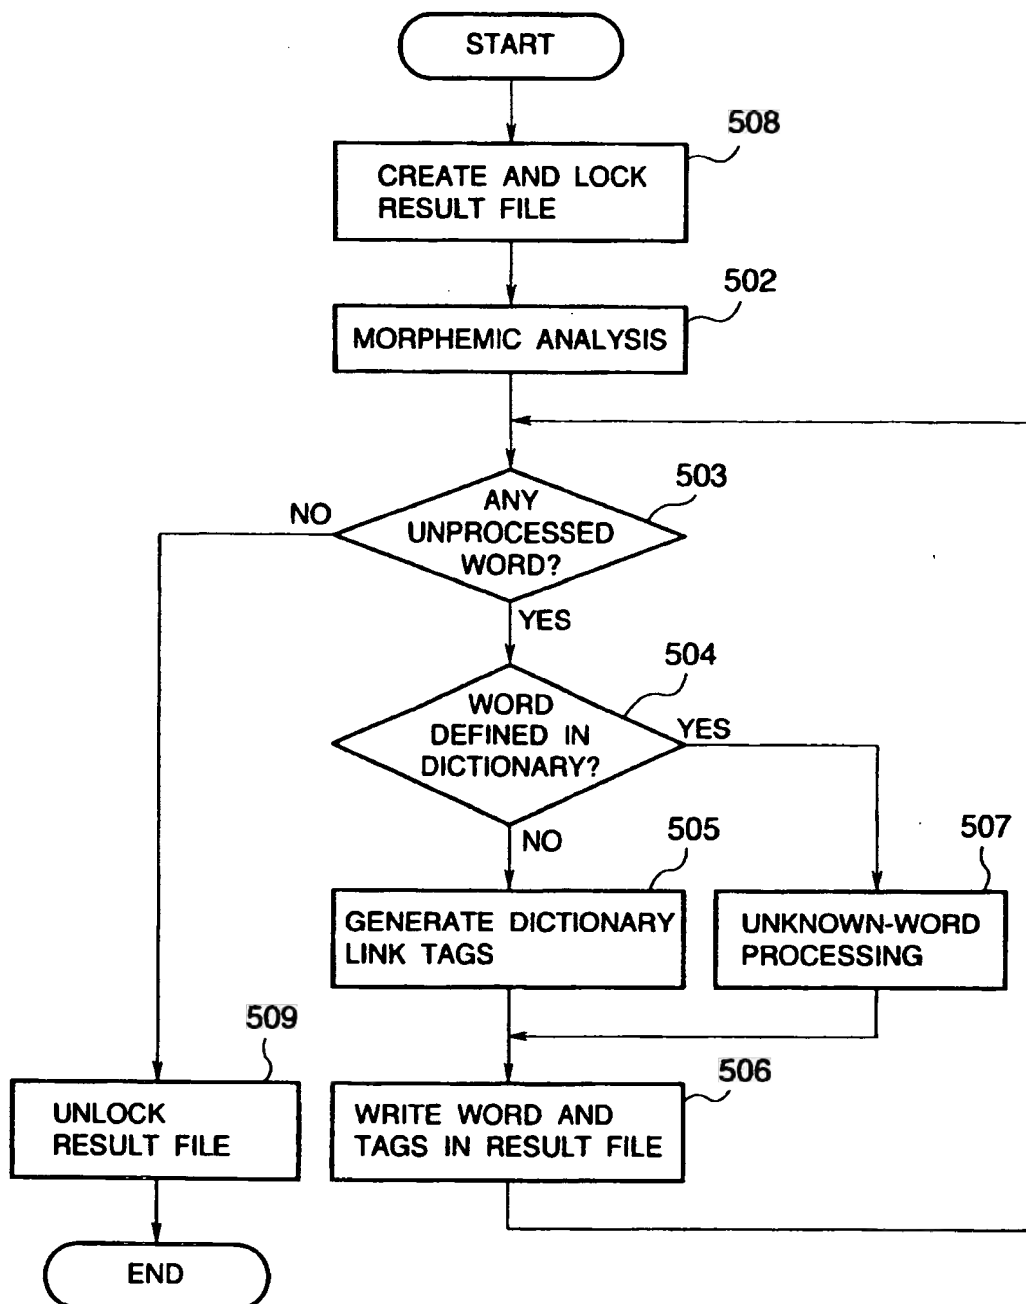 START
508
CREATE AND LOCK
RESULT FILE
502
MORPHEMIC ANALYSIS
503
NO
ANY
UNPROCESSED
WORD?
YES
504
WORD
DEFINED IN
DICTIONARY?
YES
NO
505
507
GENERATE DICTIONARY
LINK TAGS
UNKNOWN-WORD
PROCESSING
509
506
UNLOCK
RESULT FILE
WRITE WORD AND
TAGS IN RESULT FILE
END